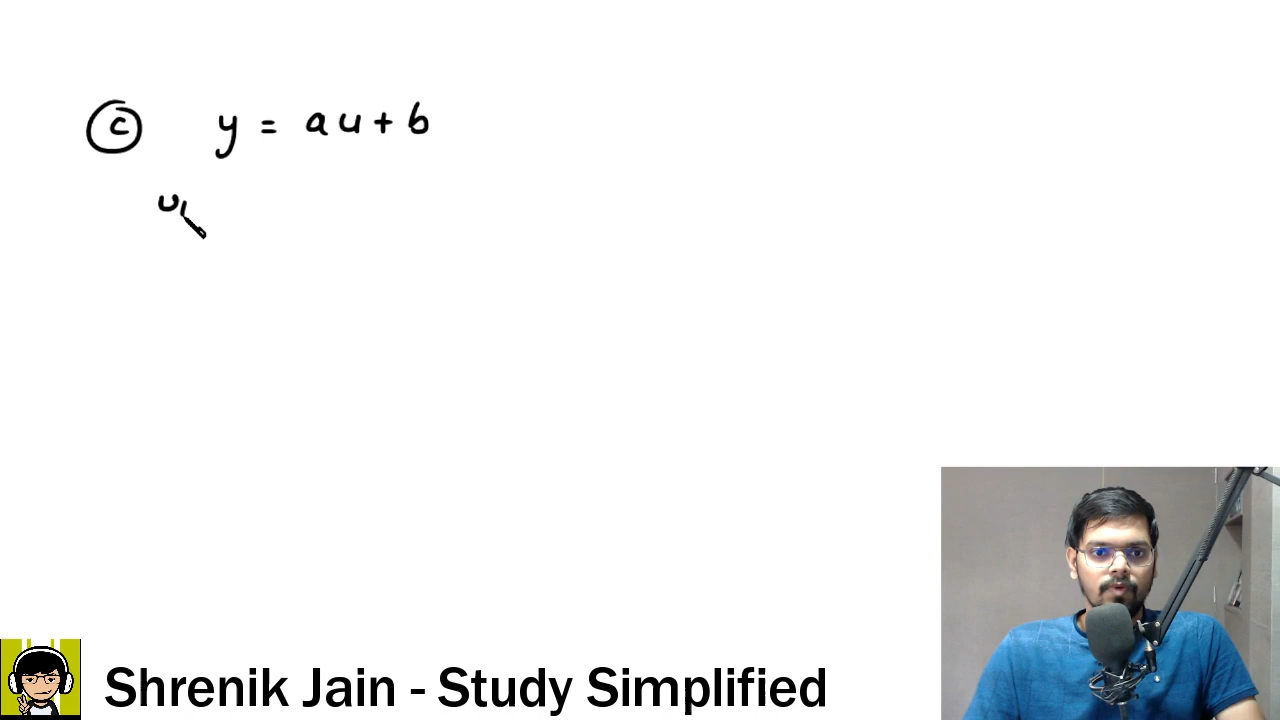 c y = au + b
u
Shrenik Jain - Study Simplified